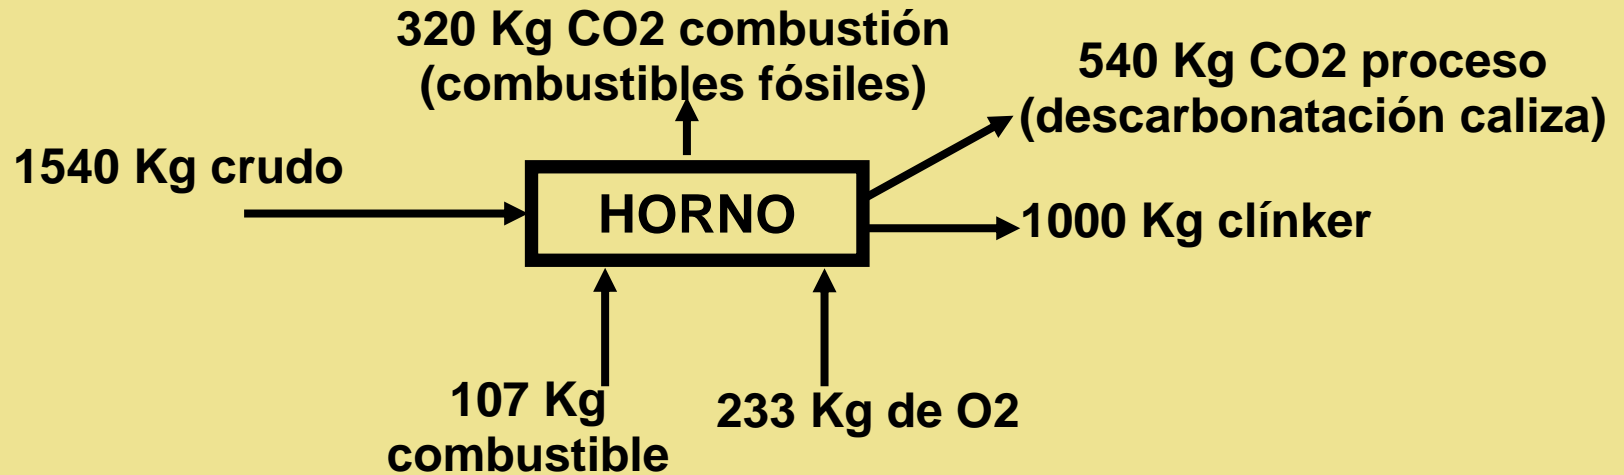 320 Kg CO2 combustión
(combustibles fósiles)
540 Kg CO2 proceso
(descarbonatación caliza)
1540 Kg crudo
HORNO
1000 Kg clínker
107 Kg
combustible
233 Kg de O2